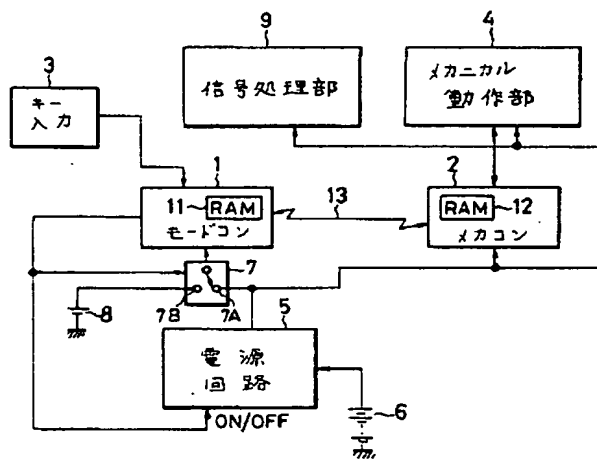 9
信号処理部
4
メカニカル
動作部
3
キー
入力
1
11
RAM
モードコン
13
2
RAM
12
メカコン
7
7B
7A
8
5
電源
回路
ON/OFF
6